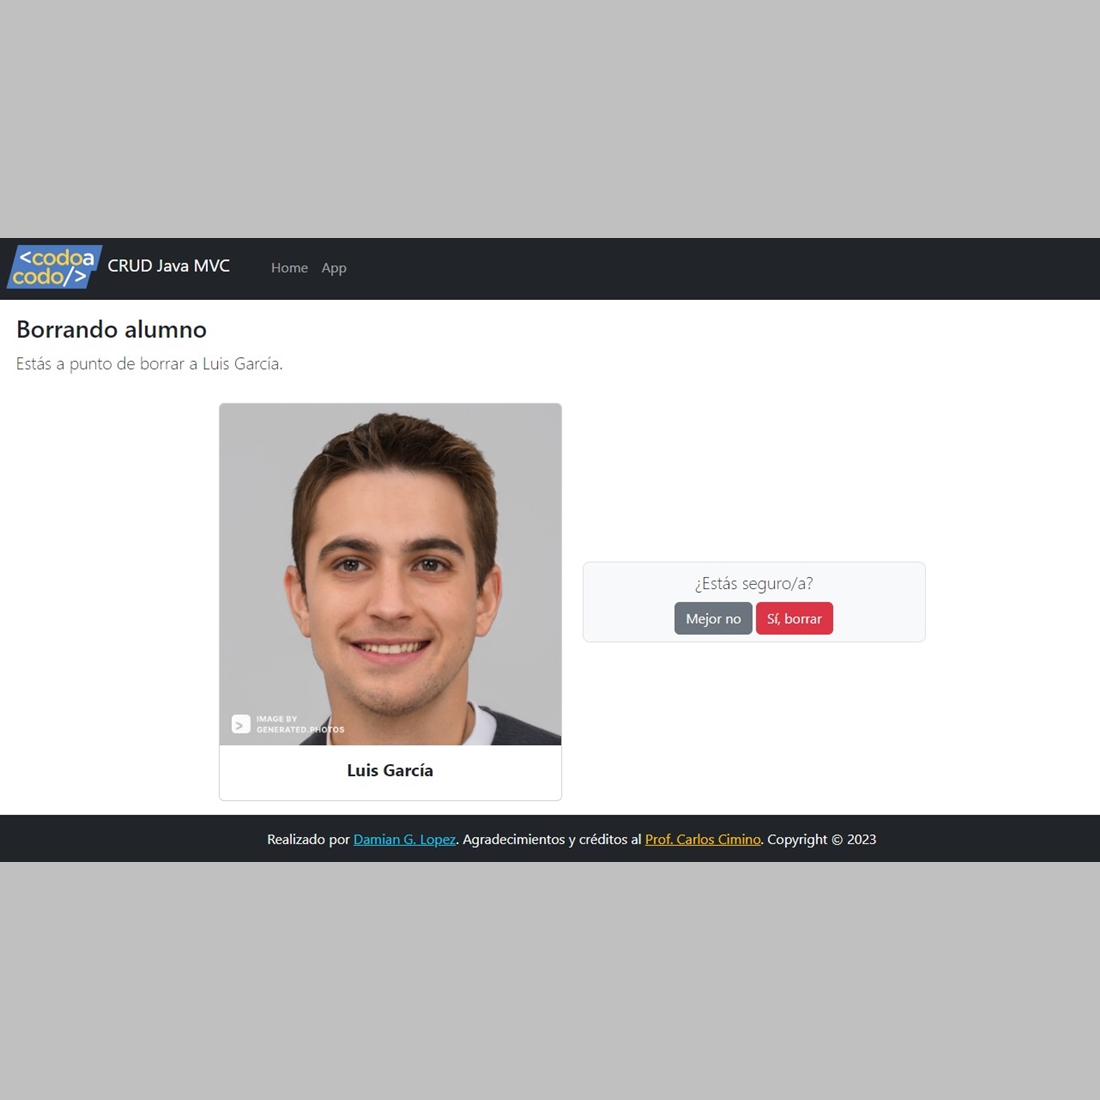 <codoa
codo/>
CRUD Java MVC
Home App
Borrando alumno
Estás a punto de borrar a Luis García.
¿Estás seguro/a?
Mejor no Sí, borrar
IMAGE BY
GENERATED.PHOTOS
Luis García
Realizado por Damian G. Lopez. Agradecimientos y créditos al Prof. Carlos Cimino. Copyright © 2023